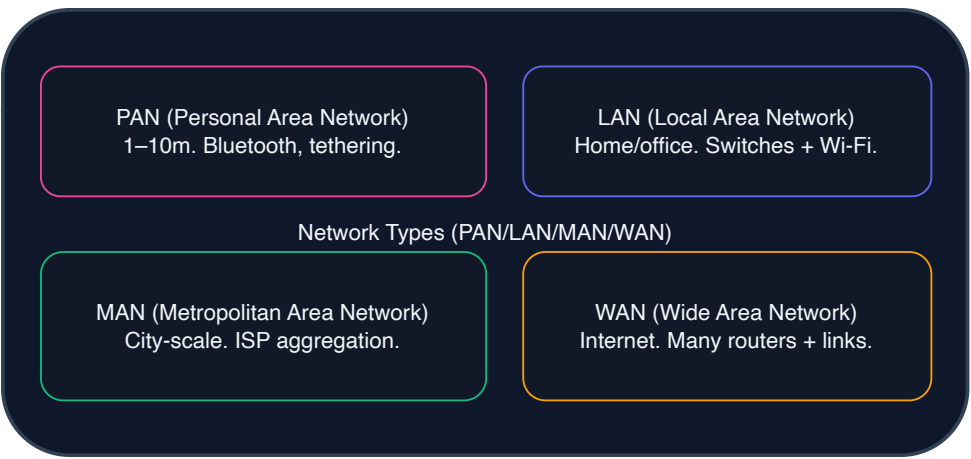 PAN (Personal Area Network)
1–10m. Bluetooth, tethering.
LAN (Local Area Network)
Home/office. Switches + Wi-Fi.
Network Types (PAN/LAN/MAN/WAN)
MAN (Metropolitan Area Network)
City-scale. ISP aggregation.
WAN (Wide Area Network)
Internet. Many routers + links.